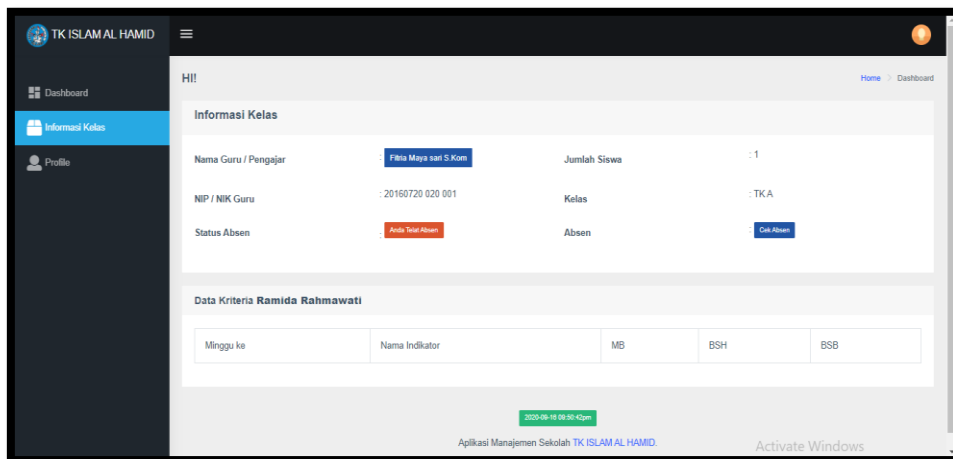 TK ISLAM AL HAMID
HI!
Home > Dashboard
Dashboard
Informasi Kelas
Profile
Informasi Kelas
Nama Guru / Pengajar : Fitria Maya sari S.Kom Jumlah Siswa : 1
NIP / NIK Guru : 20160720 020 001 Kelas : TK A
Status Absen : Anda Telat Absen Absen : Cek Absen
Data Kriteria Ramida Rahmawati
Minggu ke Nama Indikator MB BSH BSB
2020-09-16 09:50:42pm
Aplikasi Manajemen Sekolah TK ISLAM AL HAMID.
Activate Windows